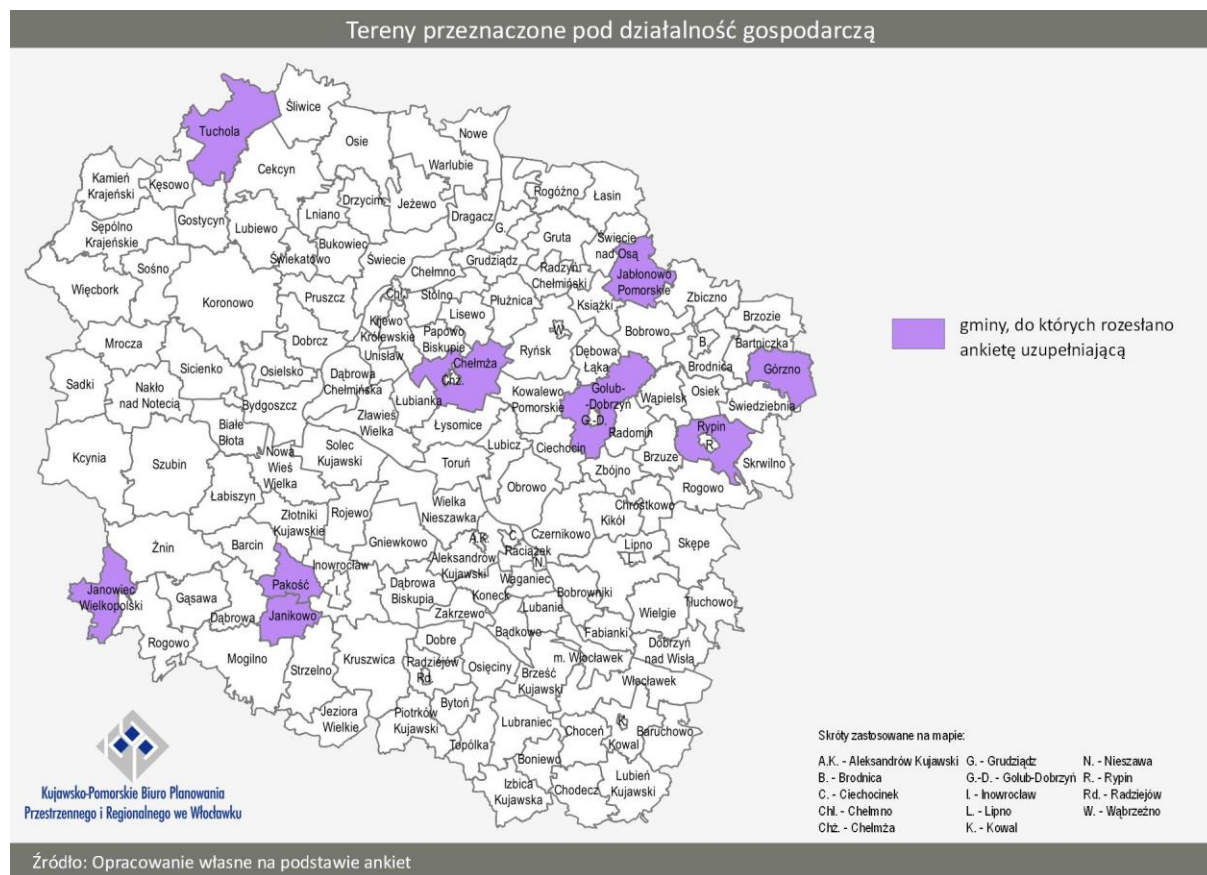 Tereny przeznaczone pod działalność gospodarczą
Śliwice
Tuchola
Nowe
Osie
Warlubie
Cekcyn
Kamień
Krajeński
Kęsowo
Rogóźno
Łasin
Drzycim
Jeżewo
Lniano
Dragacz
Gostycyn
Lubiewo
G.
Sępólno
Krajeńskie
Gruta
Świecie
nad Osą
Bukowiec
Świekatowo
Świecie
Grudziądz
Radzyń
Chełmiński
Sośno
Chełmno
Jabłonowo
Pomorskie
Więcbork
Koronowo
Pruszcz
Chł.
Stolno
Płużnica
Książki
Zbiczno
Lisewo
Brzozie
Kijewo
Królewskie
Papowo
Biskupie
W.
Bobrowo
Mrocza
Dobrcz
Unisław
Ryńsk
B.
Bartniczka
Chełmża
Chż.
Dębowa
Łąka
Brodnica
Górzno
Sicienko
Osielsko
Dąbrowa
Chełmińska
Sadki
Nakło
nad Notecią
Łubianka
Kowalewo
Pomorskie
Golub-
-Dobrzyń
G.-D.
Wąpielsk
Osiek
Świedziebnia
Bydgoszcz
Zławieś
Wielka
Łysomice
Radomin
Rypin
R.
Białe
Błota
Solec
Kujawski
Lubicz
Ciechocin
Brzuze
Kcynia
Szubin
Nowa
Wieś
Wielka
Toruń
Zbójno
Skrwilno
Obrowo
Rogowo
Łabiszyn
Wielka
Nieszawka
Chrostkowo
Kikół
Złotniki
Kujawskie
Rojewo
Gniewkowo
A.K.
C.
Raciążek
N.
Czernikowo
Lipno
L.
Skępe
Żnin
Barcin
Inowrocław
Aleksandrów
Kujawski
Pakość
I.
Dąbrowa
Biskupia
Waganiec
Koneck
Bobrowniki
Janowiec
Wielkopolski
Gąsawa
Dąbrowa
Janikowo
Zakrzewo
Lubanie
Wielgie
Tłuchowo
Rogowo
Dobre
Bądkowo
Fabianki
Dobrzyń
nad Wisłą
Mogilno
Strzelno
Kruszwica
Radziejów
Rd.
Osięciny
Brześć
Kujawski
m. Włocławek
Włocławek
Jeziora
Wielkie
Piotrków
Kujawski
Bytoń
Lubraniec
Choceń
K.
Kowal
Baruchowo
Topólka
Boniewo
Izbica
Kujawska
Chodecz
Lubień
Kujawski
gminy, do których rozesłano
ankietę uzupełniającą
Skróty zastosowane na mapie:
A.K. - Aleksandrów Kujawski
B. - Brodnica
C. - Ciechocinek
Chł. - Chełmno
Chż. - Chełmża
G. - Grudziądz
G.-D. - Golub-Dobrzyń
I. - Inowrocław
L. - Lipno
K. - Kowal
N. - Nieszawa
R. - Rypin
Rd. - Radziejów
W. - Wąbrzeźno
Kujawsko-Pomorskie Biuro Planowania
Przestrzennego i Regionalnego we Włocławku
Źródło: Opracowanie własne na podstawie ankiet